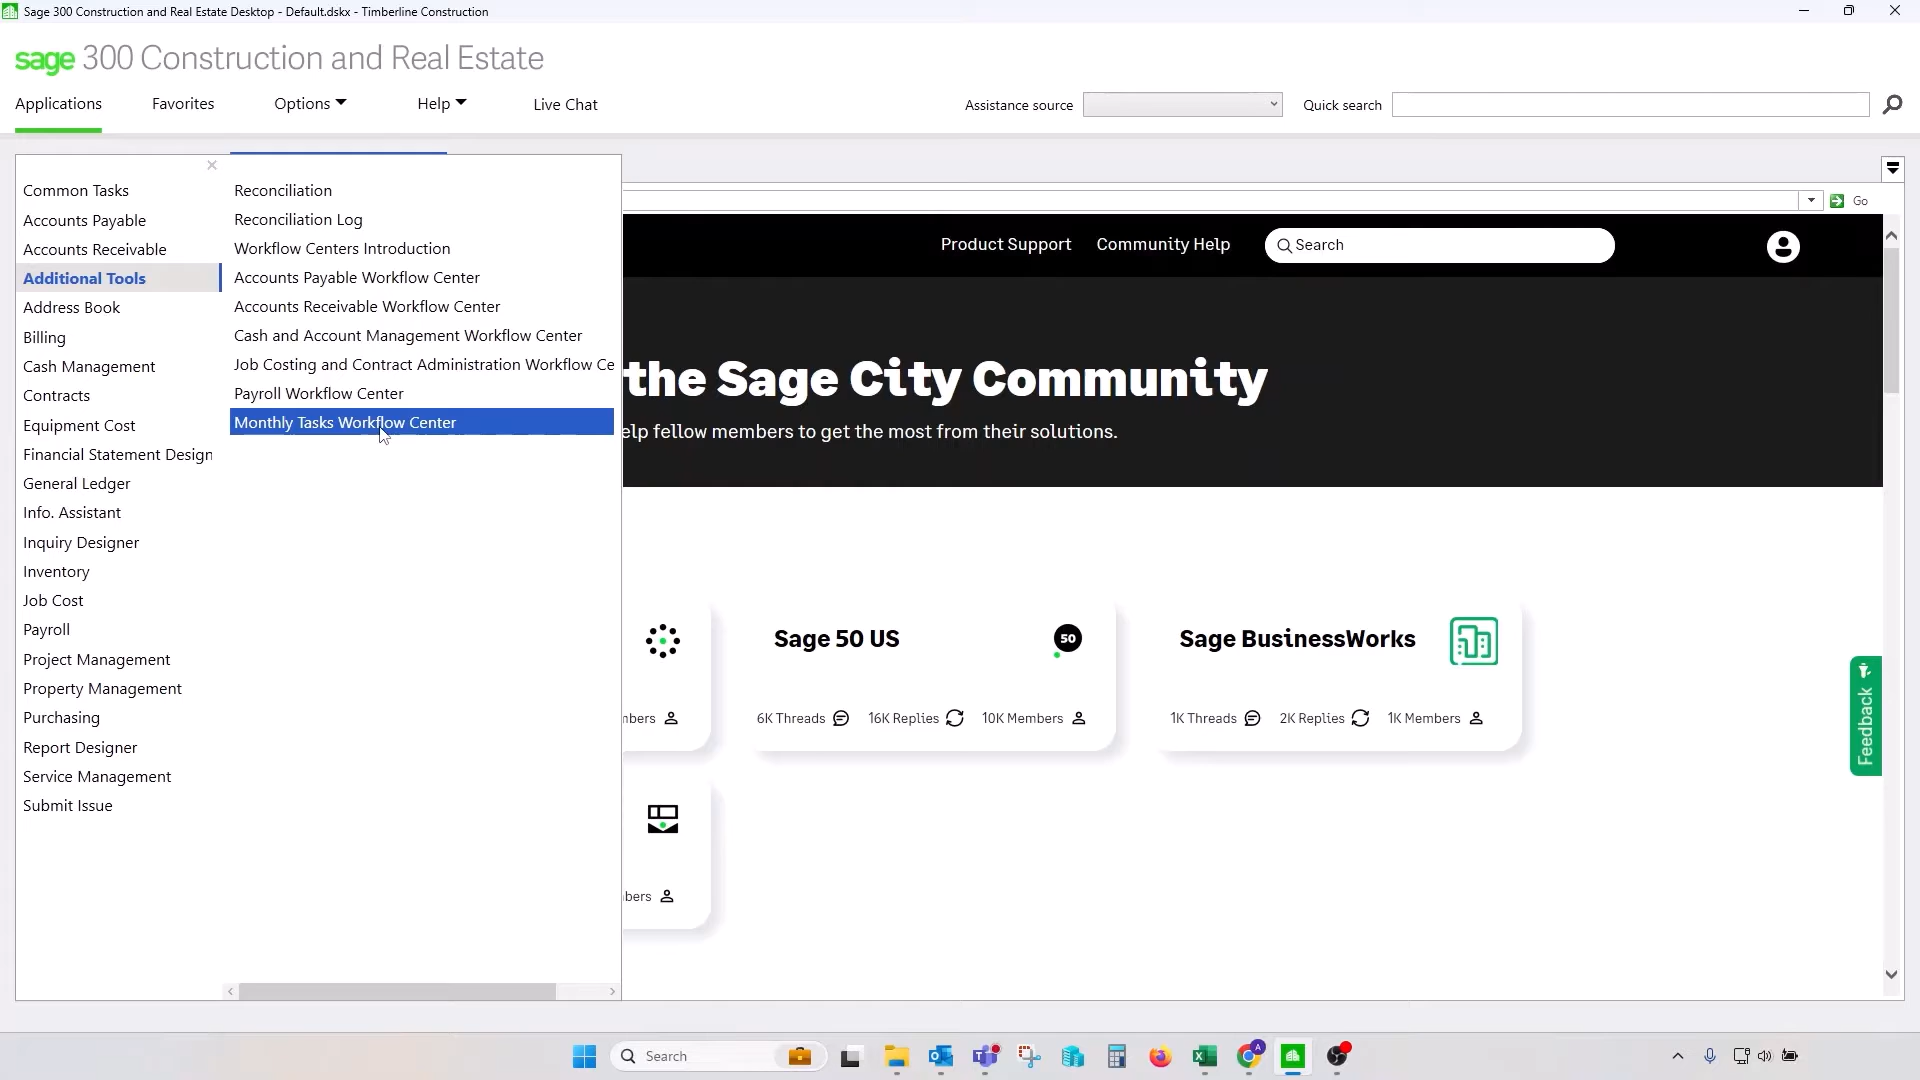 Sage 300 Construction and Real Estate Desktop - Default.dskx - Timberline Construction
sage 300 Construction and Real Estate
Applications
Favorites
Options
Help
Live Chat
Assistance source
Quick search
Common Tasks
Accounts Payable
Accounts Receivable
Additional Tools
Address Book
Billing
Cash Management
Contracts
Equipment Cost
Financial Statement Design
General Ledger
Info. Assistant
Inquiry Designer
Inventory
Job Cost
Payroll
Project Management
Property Management
Purchasing
Report Designer
Service Management
Submit Issue
Reconciliation
Reconciliation Log
Workflow Centers Introduction
Accounts Payable Workflow Center
Accounts Receivable Workflow Center
Cash and Account Management Workflow Center
Job Costing and Contract Administration Workflow Ce
Payroll Workflow Center
Monthly Tasks Workflow Center
Go
Product Support
Community Help
Search
the Sage City Community
elp fellow members to get the most from their solutions.
Sage 50 US
50
Sage BusinessWorks
mbers
6K Threads
16K Replies
10K Members
1K Threads
2K Replies
1K Members
bers
Feedback
Search
A